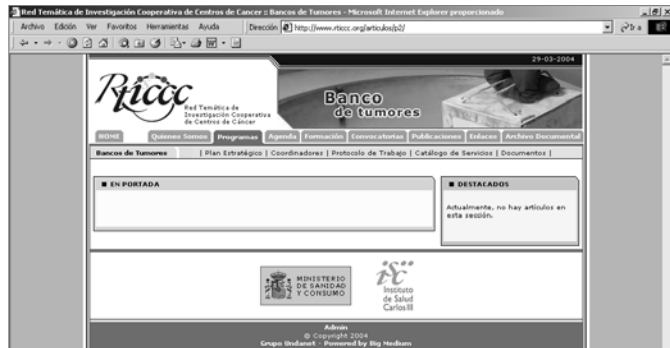 Red Temática de Investigación Cooperativa de Centros de Cancer :: Bancos de Tumores - Microsoft Internet Explorer proporcionado
Archivo Edición Ver Favoritos Herramientas Ayuda Dirección http://www.rticcc.org/articulos/p2/ Ir a
29-03-2004
Rticcc
Red Temática de
Investigación Cooperativa
de Centros de Cáncer
Banco
de tumores
HOME Quienes Somos Programas Agenda Formación Convocatorias Publicaciones Enlaces Archivo Documental
Bancos de Tumores | Plan Estratégico | Coordinadores | Protocolo de Trabajo | Catálogo de Servicios | Documentos |
EN PORTADA
DESTACADOS
Actualmente, no hay artículos en
esta sección.
MINISTERIO
DE SANIDAD
Y CONSUMO
isc
Instituto
de Salud
Carlos III
Admin
© Copyright 2004
Grupo Undanet - Powered by Big Medium